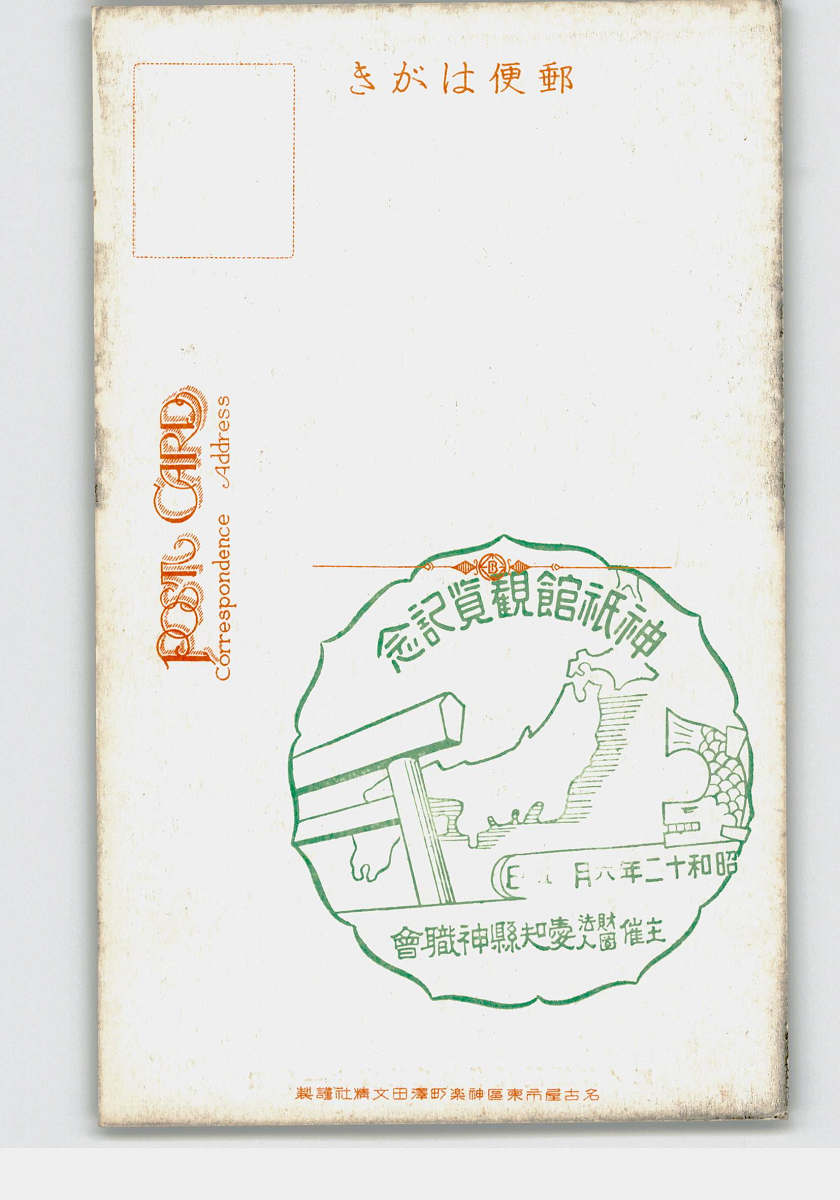 郵便はがき
POST CARD
Correspondence Address
B
神祇館観覧記念
昭和十二年六月 日
主催 財団法人 愛知縣神職會
名古屋市東區神楽町澤田文精社謹製